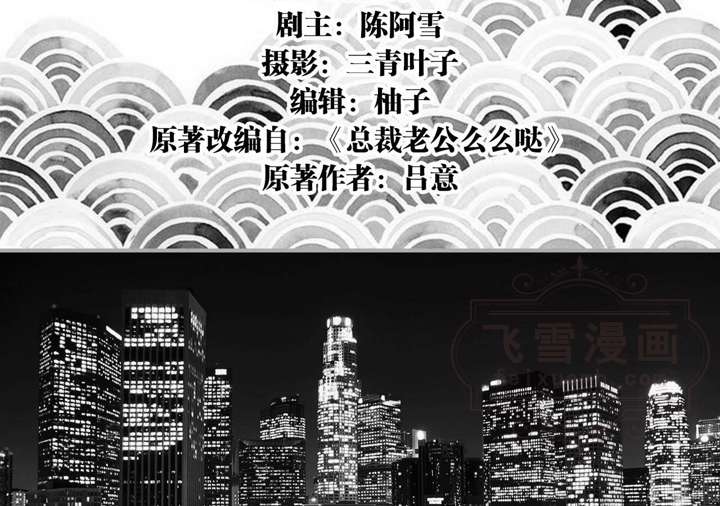 剧主：陈阿雪
摄影：三青叶子
编辑：柚子
原著改编自：《总裁老公么么哒》
原著作者：吕意
飞雪漫画